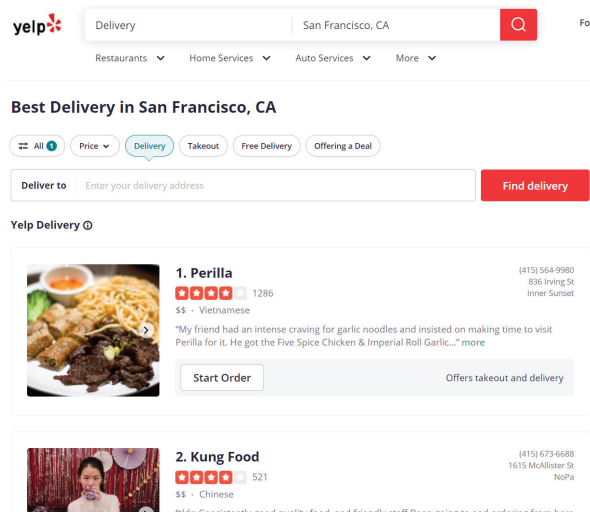 yelp
Delivery
San Francisco, CA
Fo
Restaurants
Home Services
Auto Services
More
Best Delivery in San Francisco, CA
All 1
Price
Delivery
Takeout
Free Delivery
Offering a Deal
Deliver to
Enter your delivery address
Find delivery
Yelp Delivery
1. Perilla
1286
$$ · Vietnamese
(415) 564-9980
836 Irving St
Inner Sunset
"My friend had an intense craving for garlic noodles and insisted on making time to visit
Perilla for it. He got the Five Spice Chicken & Imperial Roll Garlic…" more
Start Order
Offers takeout and delivery
2. Kung Food
521
$$ · Chinese
(415) 673-6688
1615 McAllister St
NoPa